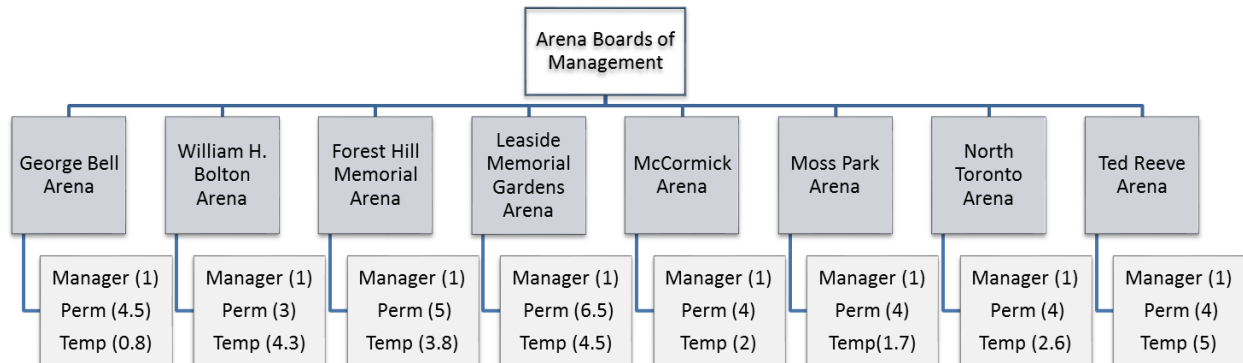 Arena Boards of
Management
George Bell
Arena
William H.
Bolton
Arena
Forest Hill
Memorial
Arena
Leaside
Memorial
Gardens
Arena
McCormick
Arena
Moss Park
Arena
North
Toronto
Arena
Ted Reeve
Arena
Manager (1)
Perm (4.5)
Temp (0.8)
Manager (1)
Perm (3)
Temp (4.3)
Manager (1)
Perm (5)
Temp (3.8)
Manager (1)
Perm (6.5)
Temp (4.5)
Manager (1)
Perm (4)
Temp (2)
Manager (1)
Perm (4)
Temp(1.7)
Manager (1)
Perm (4)
Temp (2.6)
Manager (1)
Perm (4)
Temp (5)